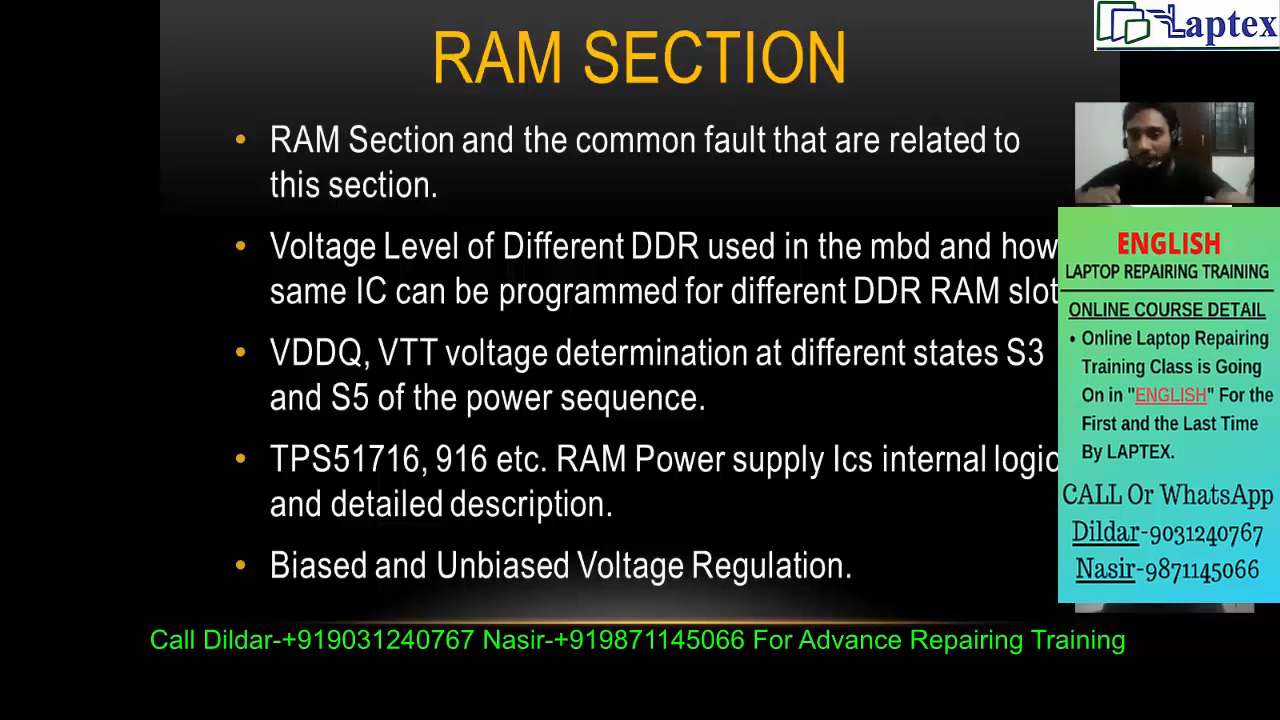 RAM SECTION
Laptex
• RAM Section and the common fault that are related to
this section.
• Voltage Level of Different DDR used in the mbd and how
same IC can be programmed for different DDR RAM slot
• VDDQ, VTT voltage determination at different states S3
and S5 of the power sequence.
• TPS51716, 916 etc. RAM Power supply Ics internal logic
and detailed description.
• Biased and Unbiased Voltage Regulation.
ENGLISH
LAPTOP REPAIRING TRAINING
ONLINE COURSE DETAIL
• Online Laptop Repairing
Training Class is Going
On in "ENGLISH" For the
First and the Last Time
By LAPTEX.
CALL Or WhatsApp
Dildar-9031240767
Nasir-9871145066
Call Dildar-+919031240767 Nasir-+919871145066 For Advance Repairing Training